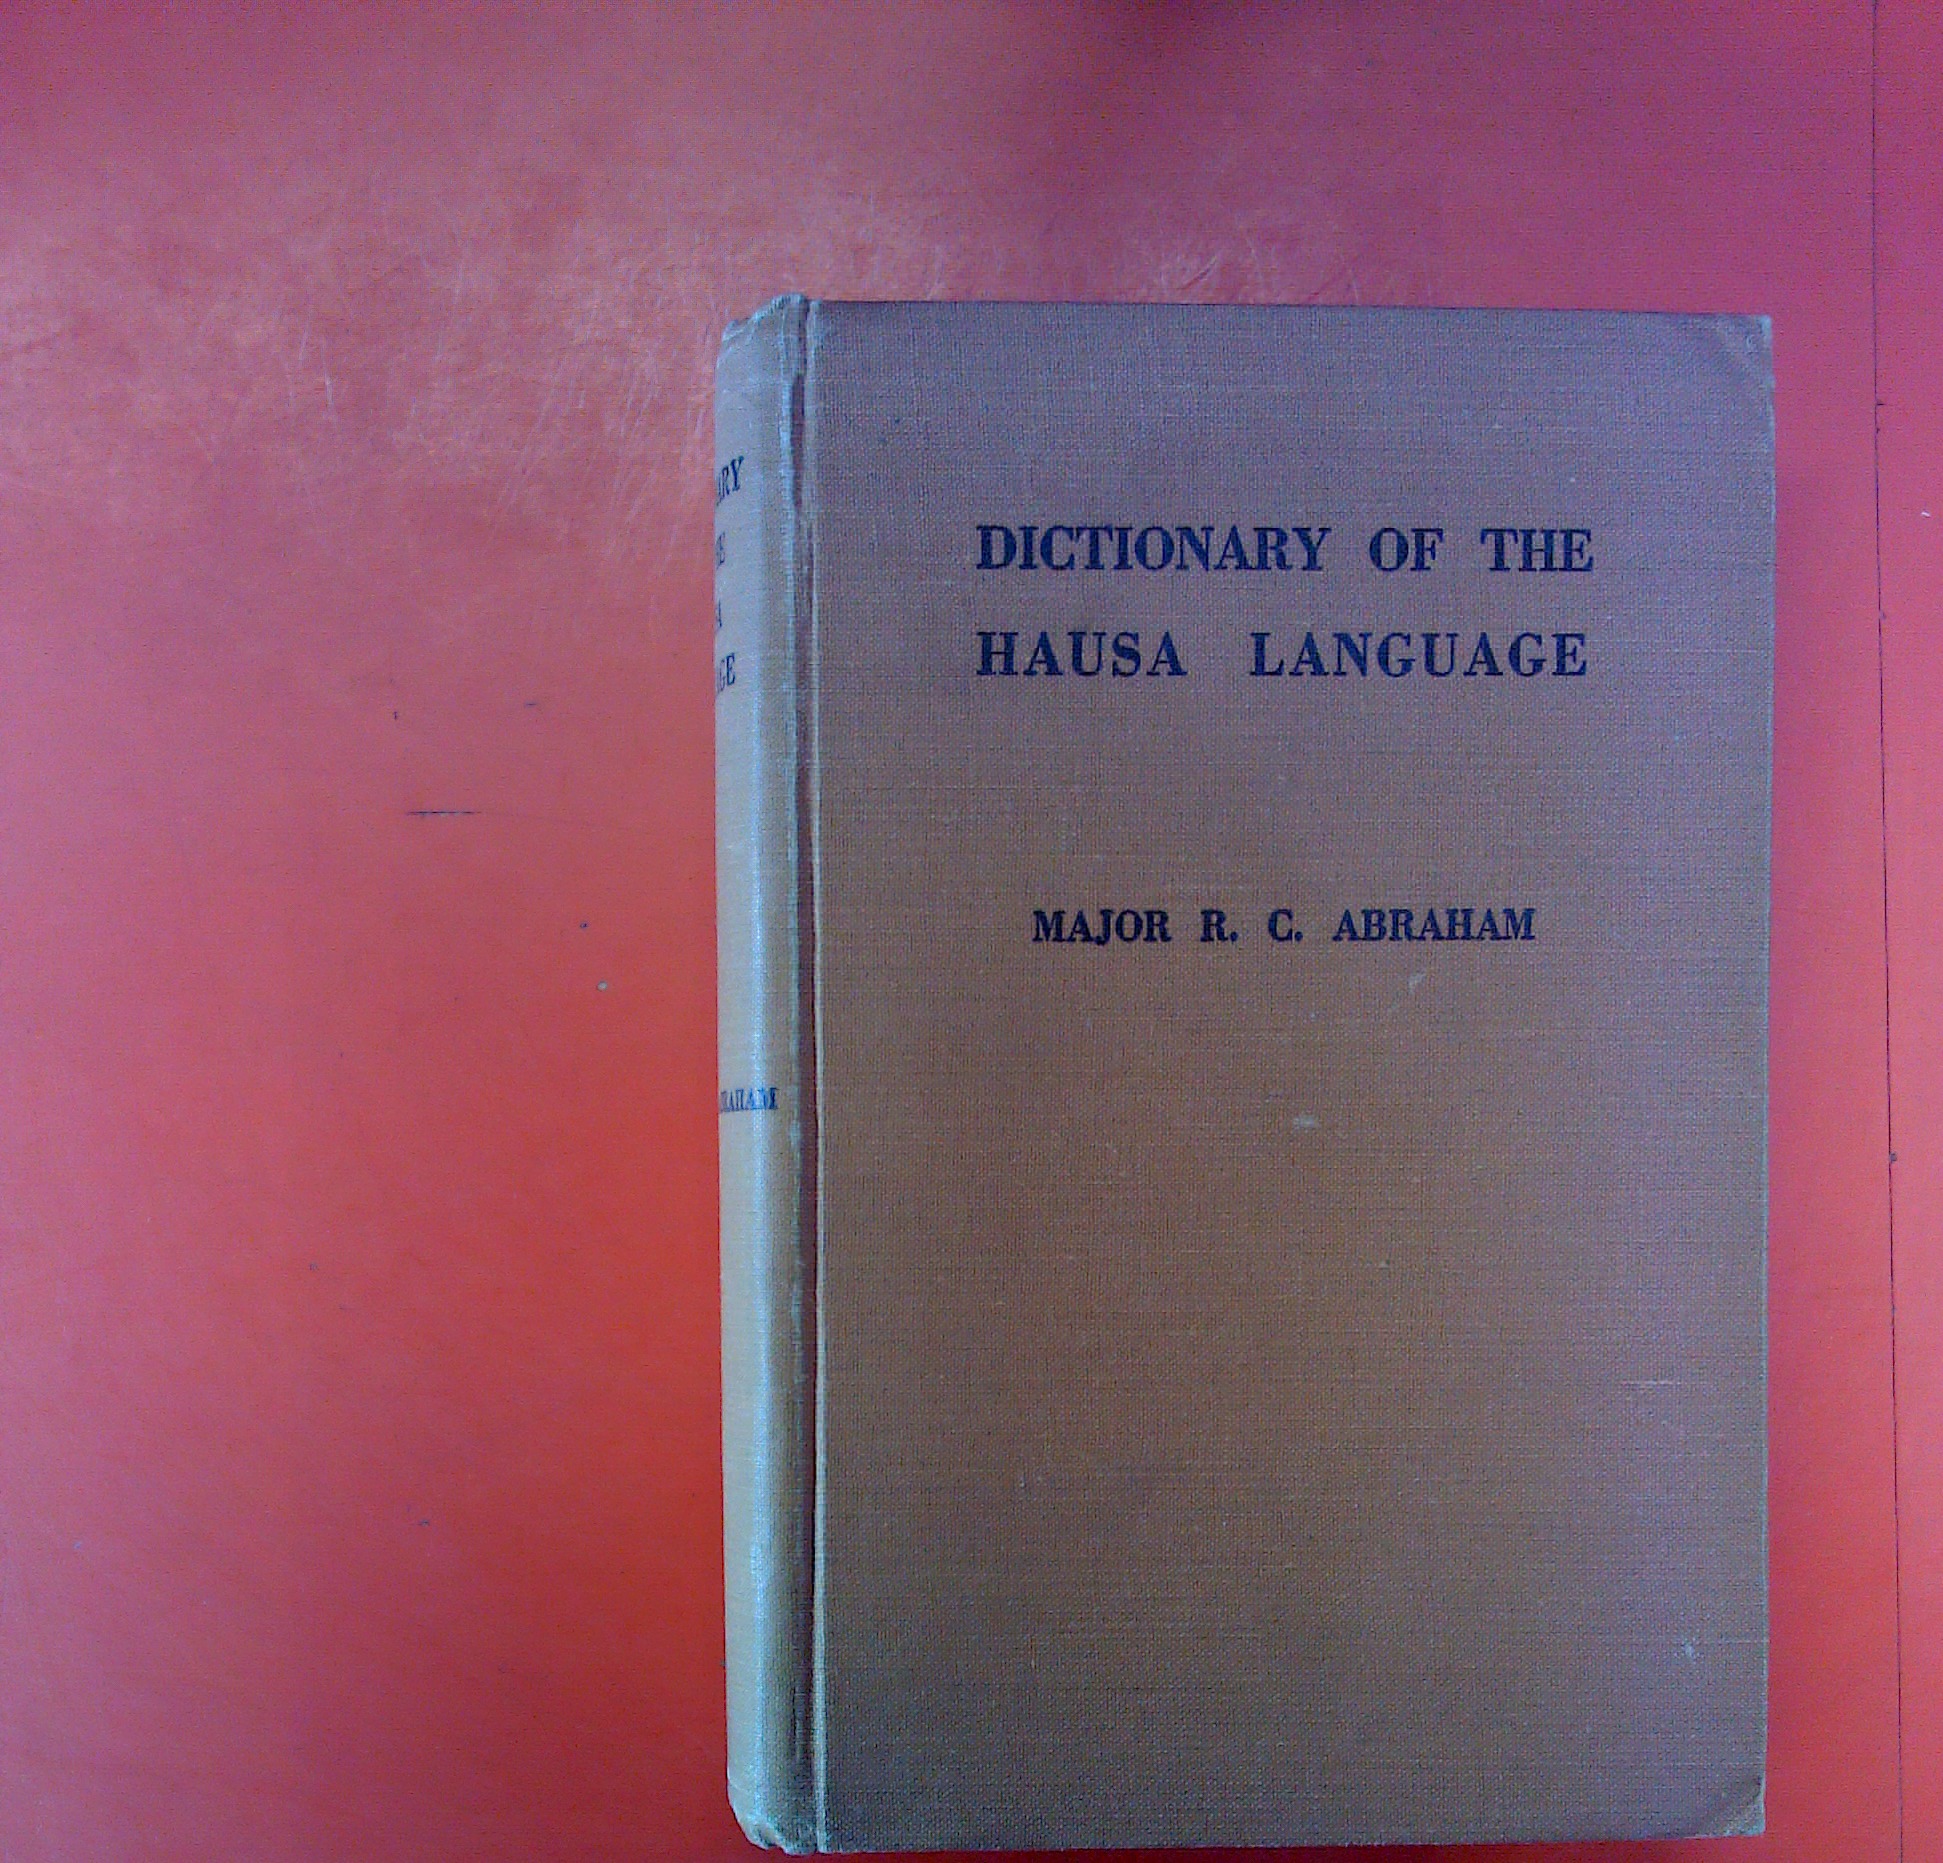 DICTIONARY OF THE
HAUSA LANGUAGE
MAJOR R. C. ABRAHAM